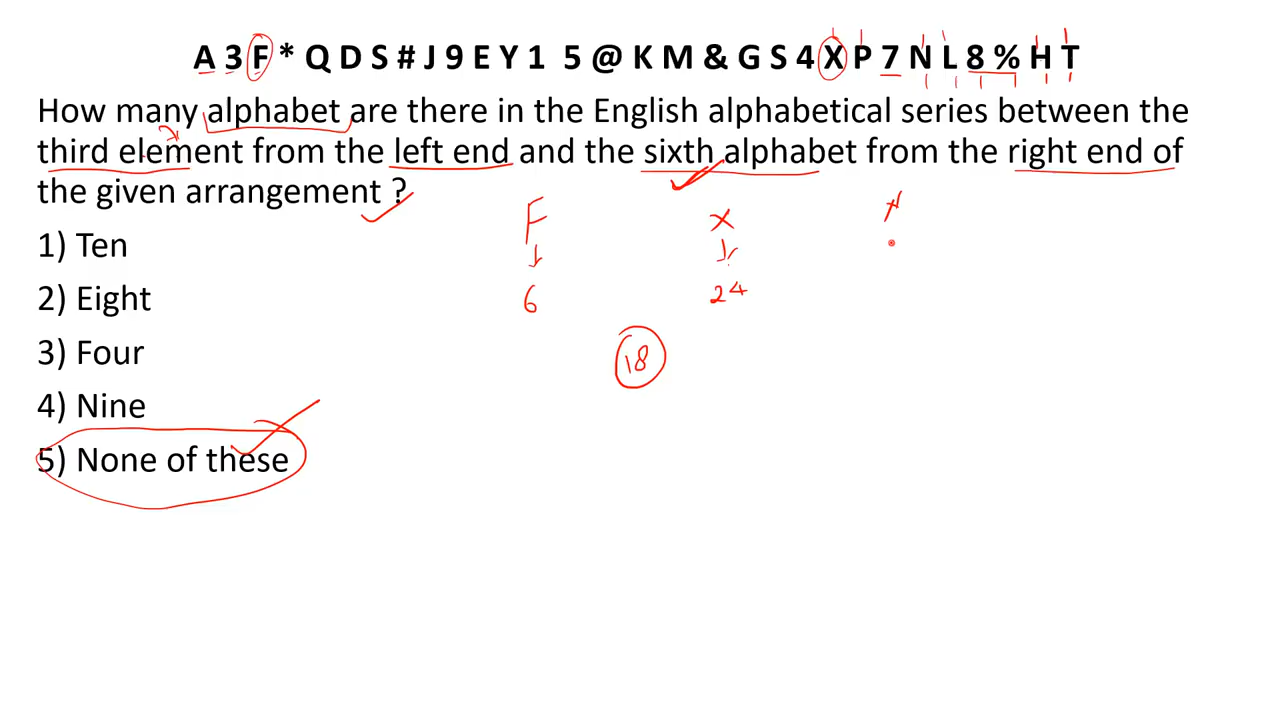 A 3 F * Q D S # J 9 E Y 1 5 @ K M & G S 4 X P 7 N L 8 % H T
How many alphabet are there in the English alphabetical series between the
third element from the left end and the sixth alphabet from the right end of
the given arrangement ?
F X
1) Ten
6 24
2) Eight
18
3) Four
4) Nine
5) None of these